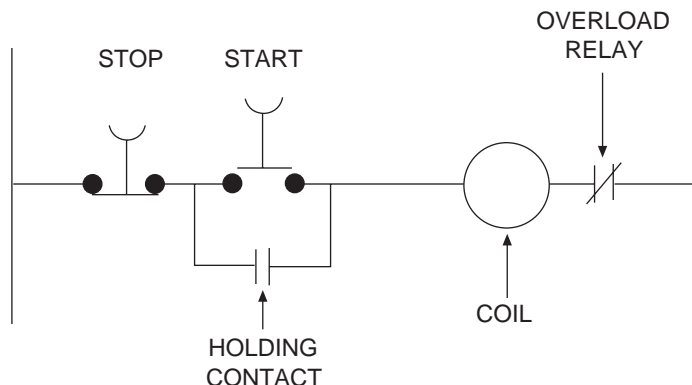 OVERLOAD
RELAY
STOP
START
COIL
HOLDING
CONTACT